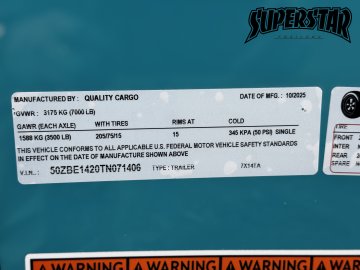 SUPERSTAR
TRAILERS
MANUFACTURED BY: QUALITY CARGO DATE OF MFG.: 10/2025
GVWR: 3175 KG (7000 LB)
GAWR (EACH AXLE) WITH TIRES RIMS AT COLD
1588 KG (3500 LB) 205/75/15 15 345 KPA (50 PSI) SINGLE
THIS VEHICLE CONFORMS TO ALL APPLICABLE U.S. FEDERAL MOTOR VEHICLE SAFETY STANDARDS
IN EFFECT ON THE DATE OF MANUFACTURE SHOWN ABOVE
V.I.N.: 50ZBE1420TN071406 TYPE: TRAILER 7X14TA
TIRE
FRONT
SPARE
WARNING WARNING WARNING